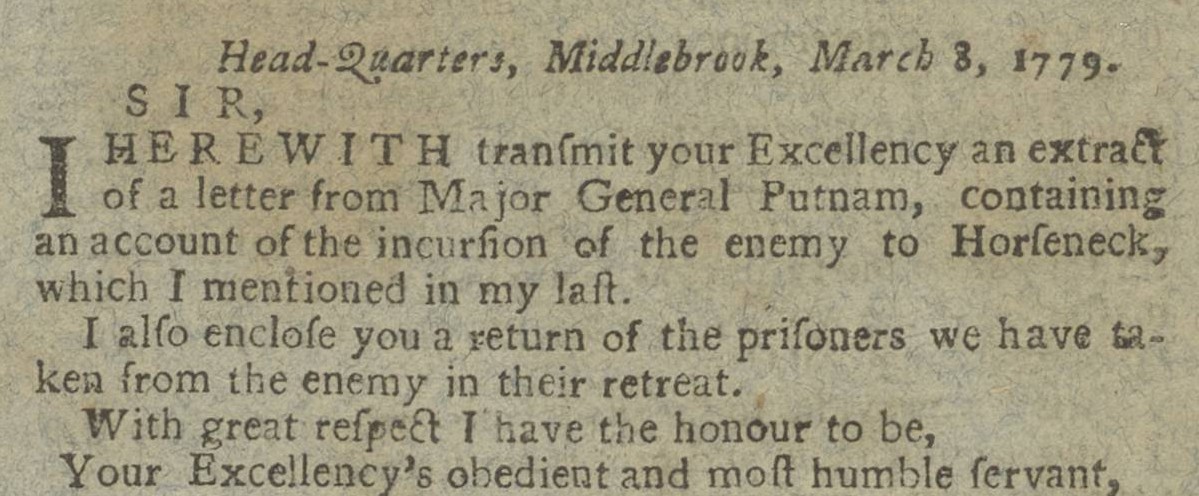 Head-Quarters, Middlebrook, March 8, 1779.
SIR,
I HEREWITH tranſmit your Excellency an extract
of a letter from Major General Putnam, containing
an account of the incurſion of the enemy to Horſeneck,
which I mentioned in my laſt.
I alſo encloſe you a return of the priſoners we have ta-
ken from the enemy in their retreat.
With great reſpect I have the honour to be,
Your Excellency's obedient and moſt humble ſervant,